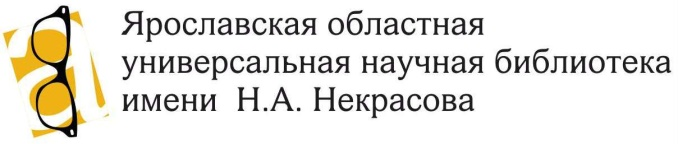 Ярославская областная
универсальная научная библиотека
имени Н.А. Некрасова